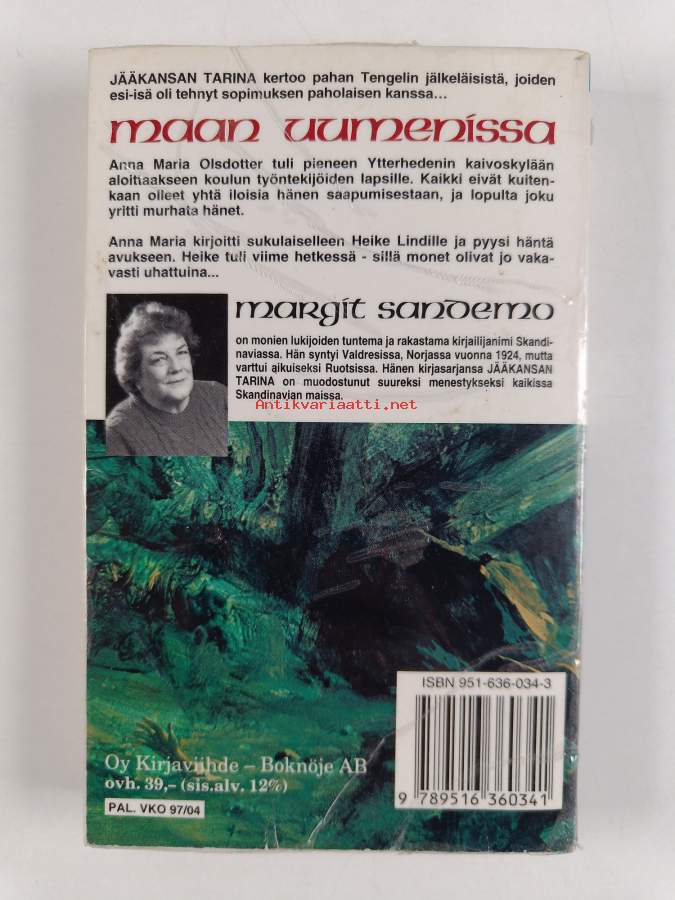 JÄÄKANSAN TARINA kertoo pahan Tengelin jälkeläisistä, joiden
esi-isä oli tehnyt sopimuksen paholaisen kanssa...
maan uumenissa
Anna Maria Olsdotter tuli pieneen Ytterhedenin kaivoskylään
aloittaakseen koulun työntekijöiden lapsille. Kaikki eivät kuiten-
kaan olleet yhtä iloisia hänen saapumisestaan, ja lopulta joku
yritti murhata hänet.
Anna Maria kirjoitti sukulaiselleen Heike Lindille ja pyysi häntä
avukseen. Heike tuli viime hetkessä - sillä monet olivat jo vaka-
vasti uhattuina...
margit sandemo
on monien lukijoiden tuntema ja rakastama kirjailijanimi Skandi-
naviassa. Hän syntyi Valdresissa, Norjassa vuonna 1924, mutta
varttui aikuiseksi Ruotsissa. Hänen kirjasarjansa JÄÄKANSAN
TARINA on muodostunut suureksi menestykseksi kaikissa
Skandinavian maissa.
Antikvariaatti.net
ISBN 951-636-034-3
Oy Kirjaviihde – Boknöje AB
ovh. 39,– (sis.alv. 12%)
PAL. VKO 97/04
9 789516 360341